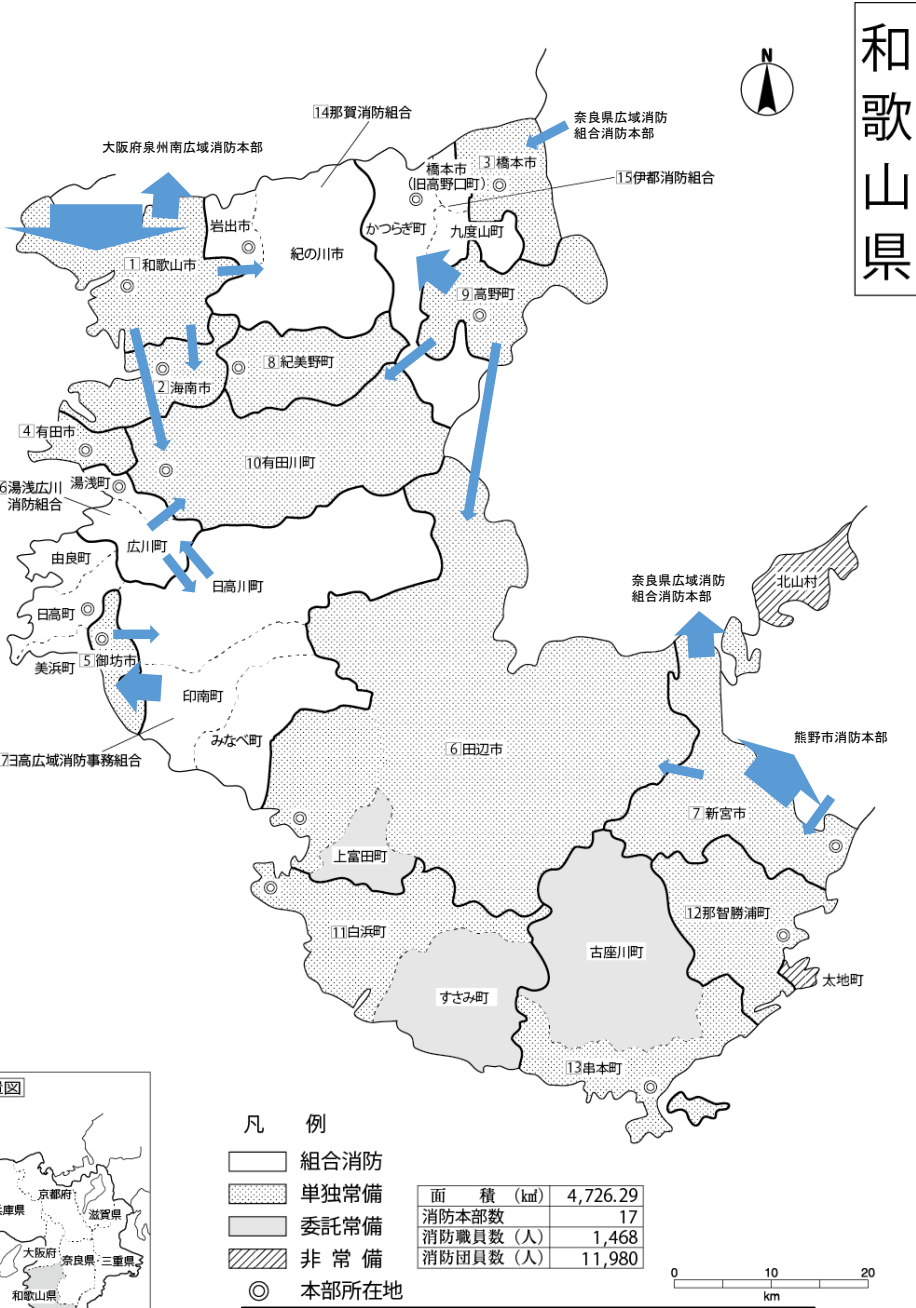 和歌山県
N
14那賀消防組合
奈良県広域消防
組合消防本部
大阪府泉州南広域消防本部
橋本市
(旧高野口町)
3橋本市
15伊都消防組合
岩出市
かつらぎ町
九度山町
紀の川市
1和歌山市
9高野町
8紀美野町
2海南市
4有田市
10有田川町
湯浅町
6湯浅広川
消防組合
広川町
由良町
日高川町
奈良県広域消防
組合消防本部
北山村
日高町
5御坊市
美浜町
印南町
みなべ町
熊野市消防本部
6田辺市
7日高広域消防事務組合
7新宮市
上富田町
12那智勝浦町
11白浜町
古座川町
太地町
すさみ町
13串本町
図
京都府
兵庫県
滋賀県
大阪府
奈良県
三重県
和歌山県
凡 例
組合消防
単独常備
委託常備
非常備
本部所在地
面 積 (㎢) 4,726.29
消防本部数 17
消防職員数(人) 1,468
消防団員数(人) 11,980
0 10 20
km